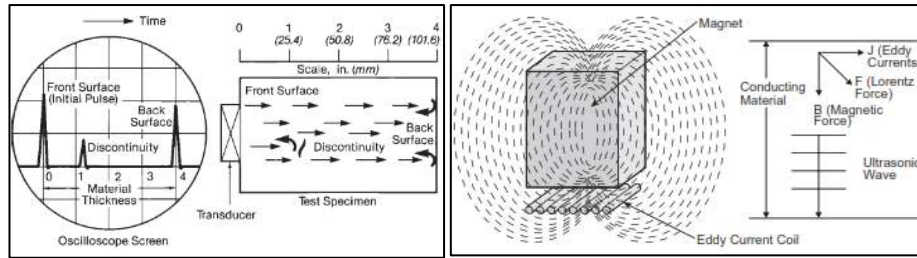 Time
Front Surface
(Initial Pulse)
Back
Surface
Discontinuity
0 1 2 3 4
Material
Thickness
Oscilloscope Screen
0 1 2 3 4
(25.4) (50.8) (76.2) (101.6)
Scale, in. (mm)
Front Surface
Back
Surface
Discontinuity
Transducer
Test Specimen
Magnet
Eddy Current Coil
Conducting
Material
J (Eddy
Currents
F (Lorentz
Force)
B (Magnetic
Force)
Ultrasonic
Wave